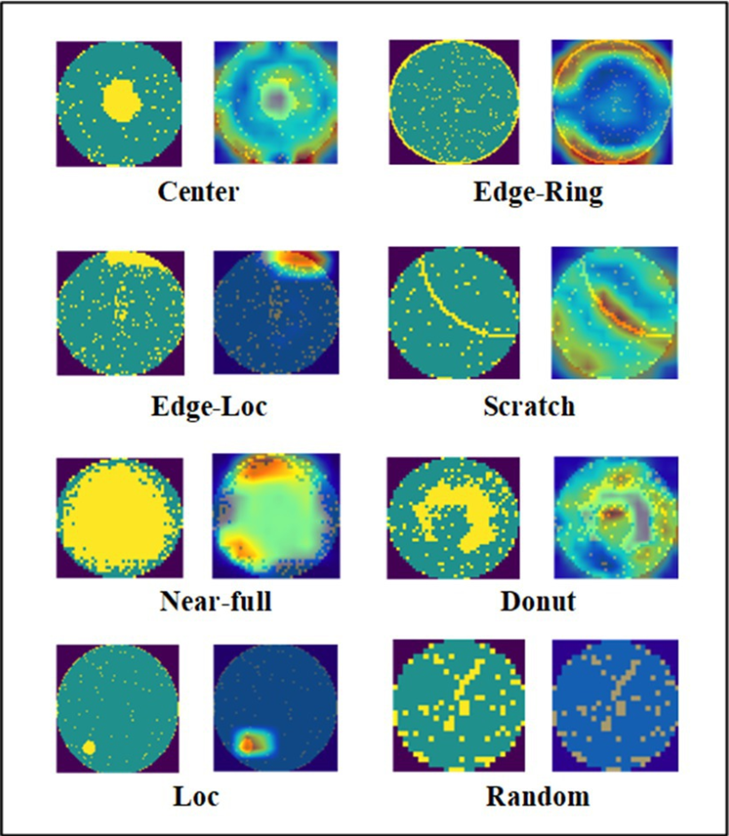 Center
Edge-Ring
Edge-Loc
Scratch
Near-full
Donut
Loc
Random